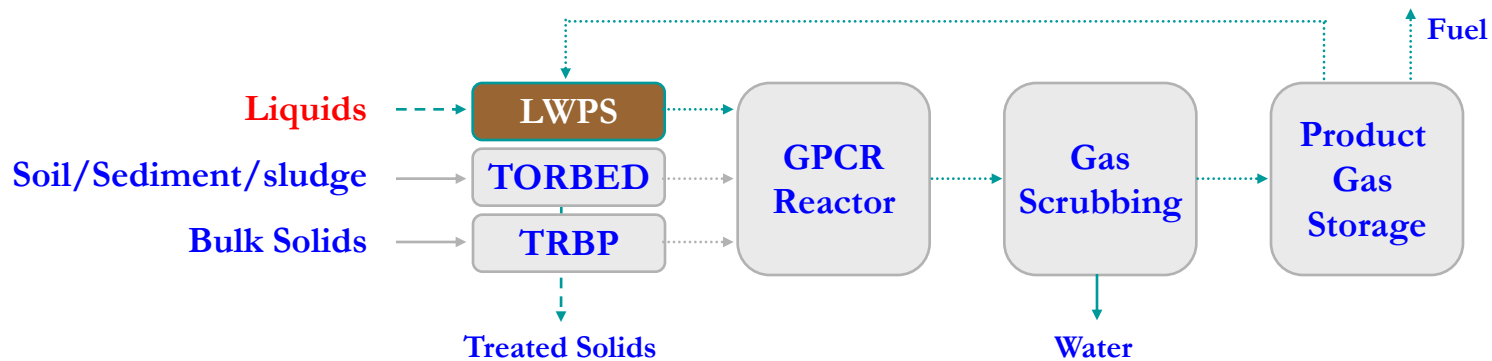 Fuel
Liquids
LWPS
Soil/Sediment/sludge
TORBED
Bulk Solids
TRBP
GPCR
Reactor
Gas
Scrubbing
Product
Gas
Storage
Treated Solids
Water